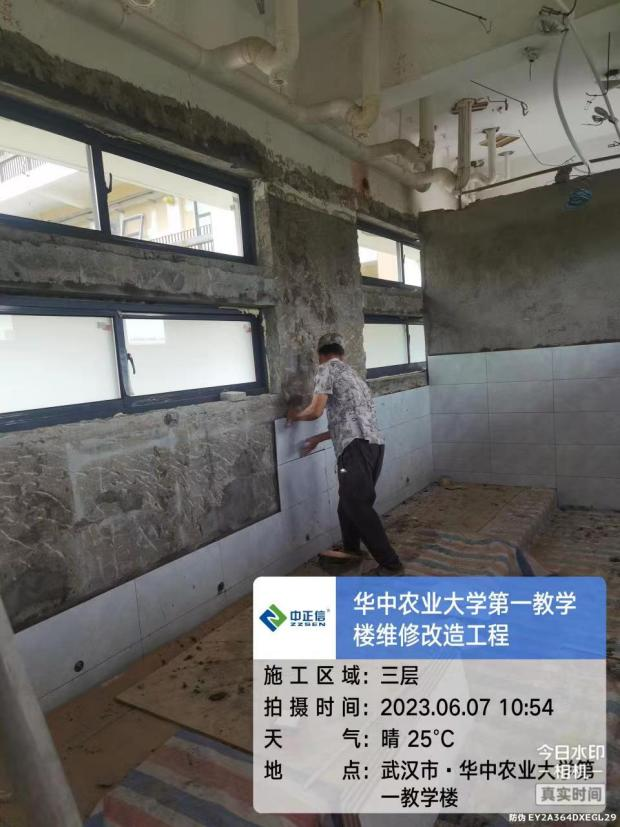 中正信®
ZZSEN
华中农业大学第一教学
楼维修改造工程
施工区域：三层
拍摄时间：2023.06.07 10:54
天气：晴 25°C
地点：武汉市·华中农业大学第
一教学楼
今日水印
相机
真实时间
防伪 EY2A364DXEGL29